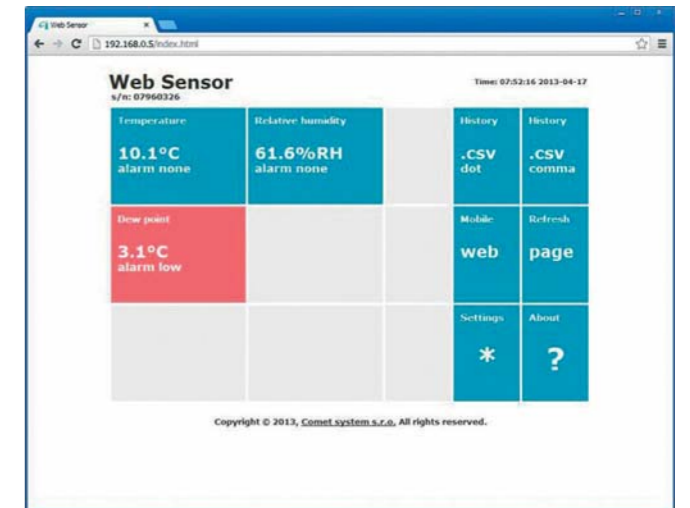 Web Sensor
192.168.0.5/index.html
Web Sensor
s/n: 07960326
Time: 07:52:16 2013-04-17
Temperature
10.1°C
alarm none
Relative humidity
61.6%RH
alarm none
History
.csv
dot
History
.csv
comma
Dew point
3.1°C
alarm low
Mobile
web
Refresh
page
Settings
*
About
?
Copyright © 2013, Comet system s.r.o. All rights reserved.